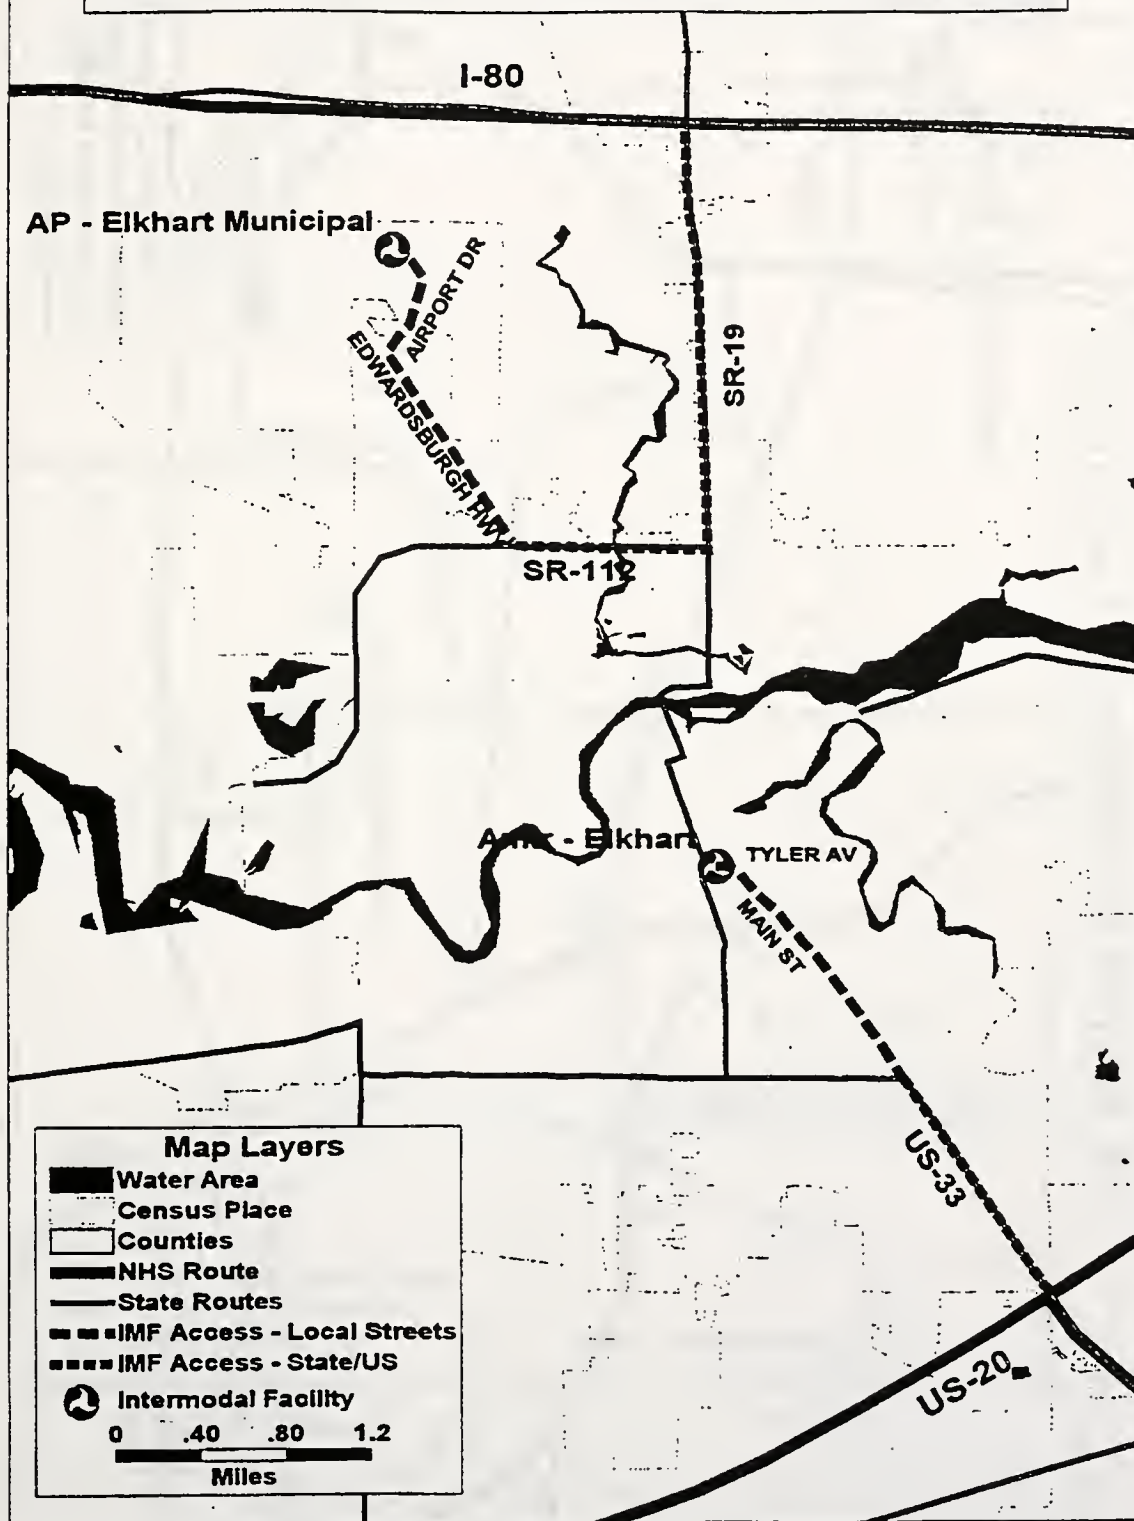 I-80
AP - Elkhart Municipal
AIRPORT DR
EDWARDSBURGH HWY
SR-19
SR-112
Amtr - Elkhart
TYLER AV
MAIN ST
US-33
US-20
Map Layers
Water Area
Census Place
Counties
NHS Route
State Routes
IMF Access - Local Streets
IMF Access - State/US
Intermodal Facility
0 .40 .80 1.2
Miles